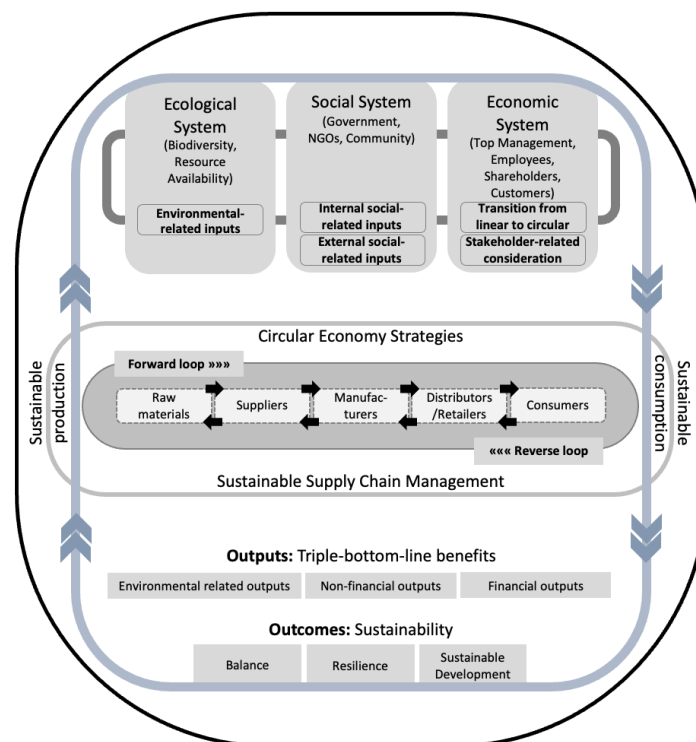 Ecological
System
(Biodiversity,
Resource
Availability)
Environmental-
related inputs
Social System
(Government,
NGOs, Community)
Internal social-
related inputs
External social-
related inputs
Economic
System
(Top Management,
Employees,
Shareholders,
Customers)
Transition from
linear to circular
Stakeholder-related
consideration
Sustainable
production
Circular Economy Strategies
Forward loop »»»
Raw
materials
Suppliers
Manufac-
turers
Distributors
/Retailers
Consumers
««« Reverse loop
Sustainable Supply Chain Management
Sustainable
consumption
Outputs: Triple-bottom-line benefits
Environmental related outputs
Non-financial outputs
Financial outputs
Outcomes: Sustainability
Balance
Resilience
Sustainable
Development